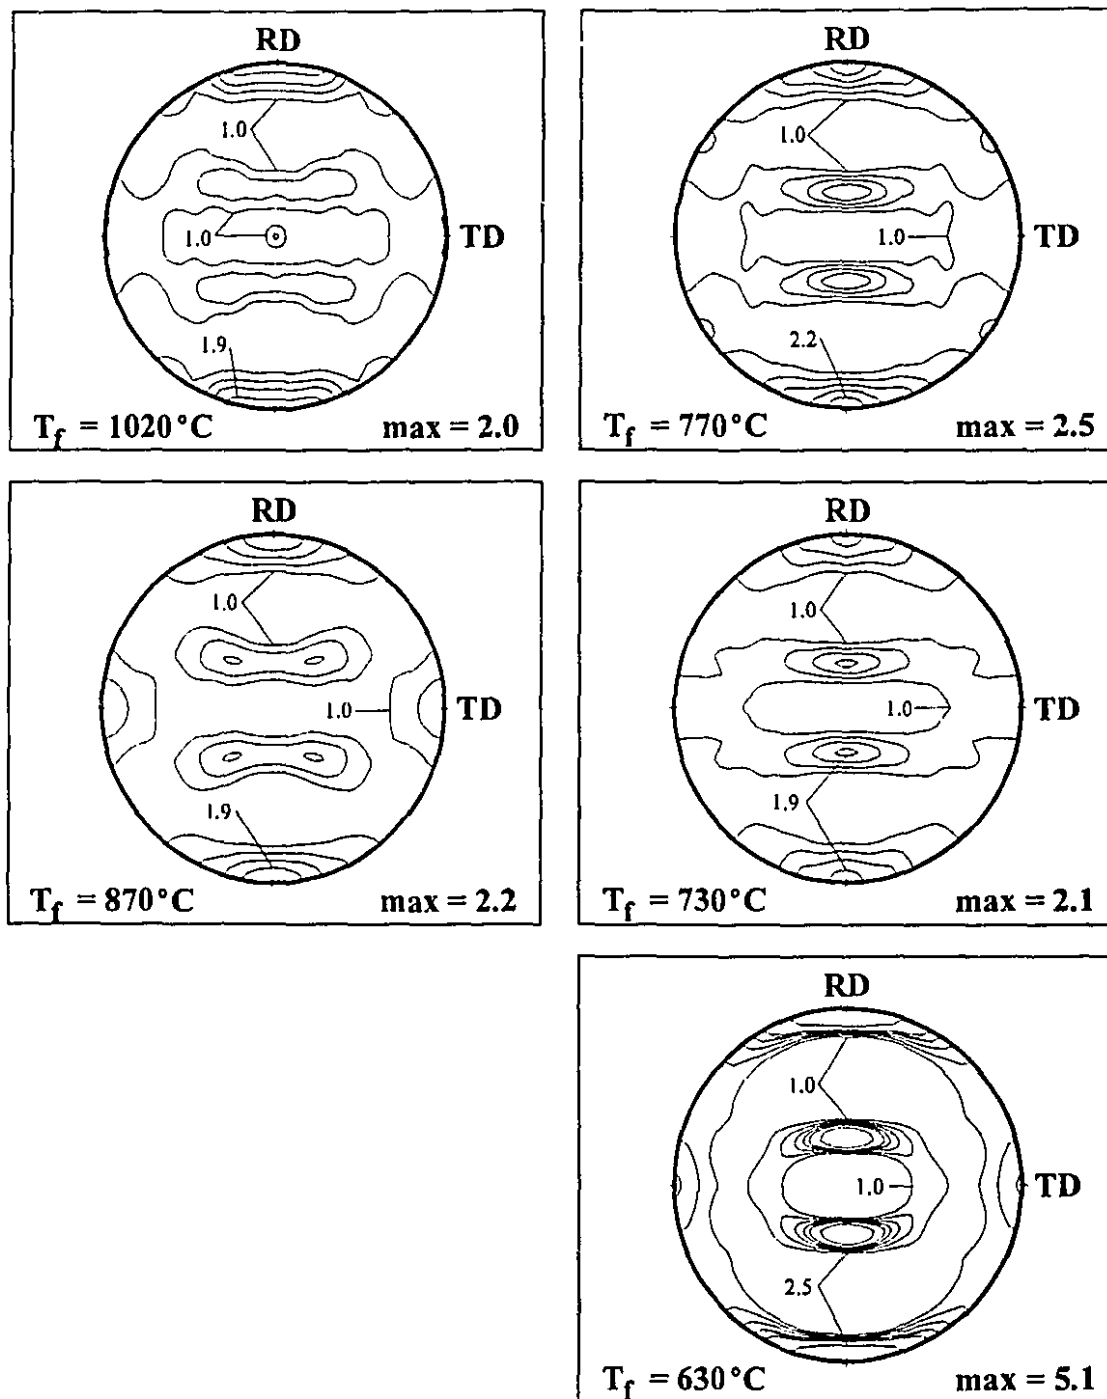 RD
1.0
1.0
TD
1.9
T_f = 1020°C max = 2.0
RD
1.0
1.0
TD
2.2
T_f = 770°C max = 2.5
RD
1.0
1.0
TD
1.9
T_f = 870°C max = 2.2
RD
1.0
1.0
TD
1.9
T_f = 730°C max = 2.1
RD
1.0
1.0
TD
2.5
T_f = 630°C max = 5.1